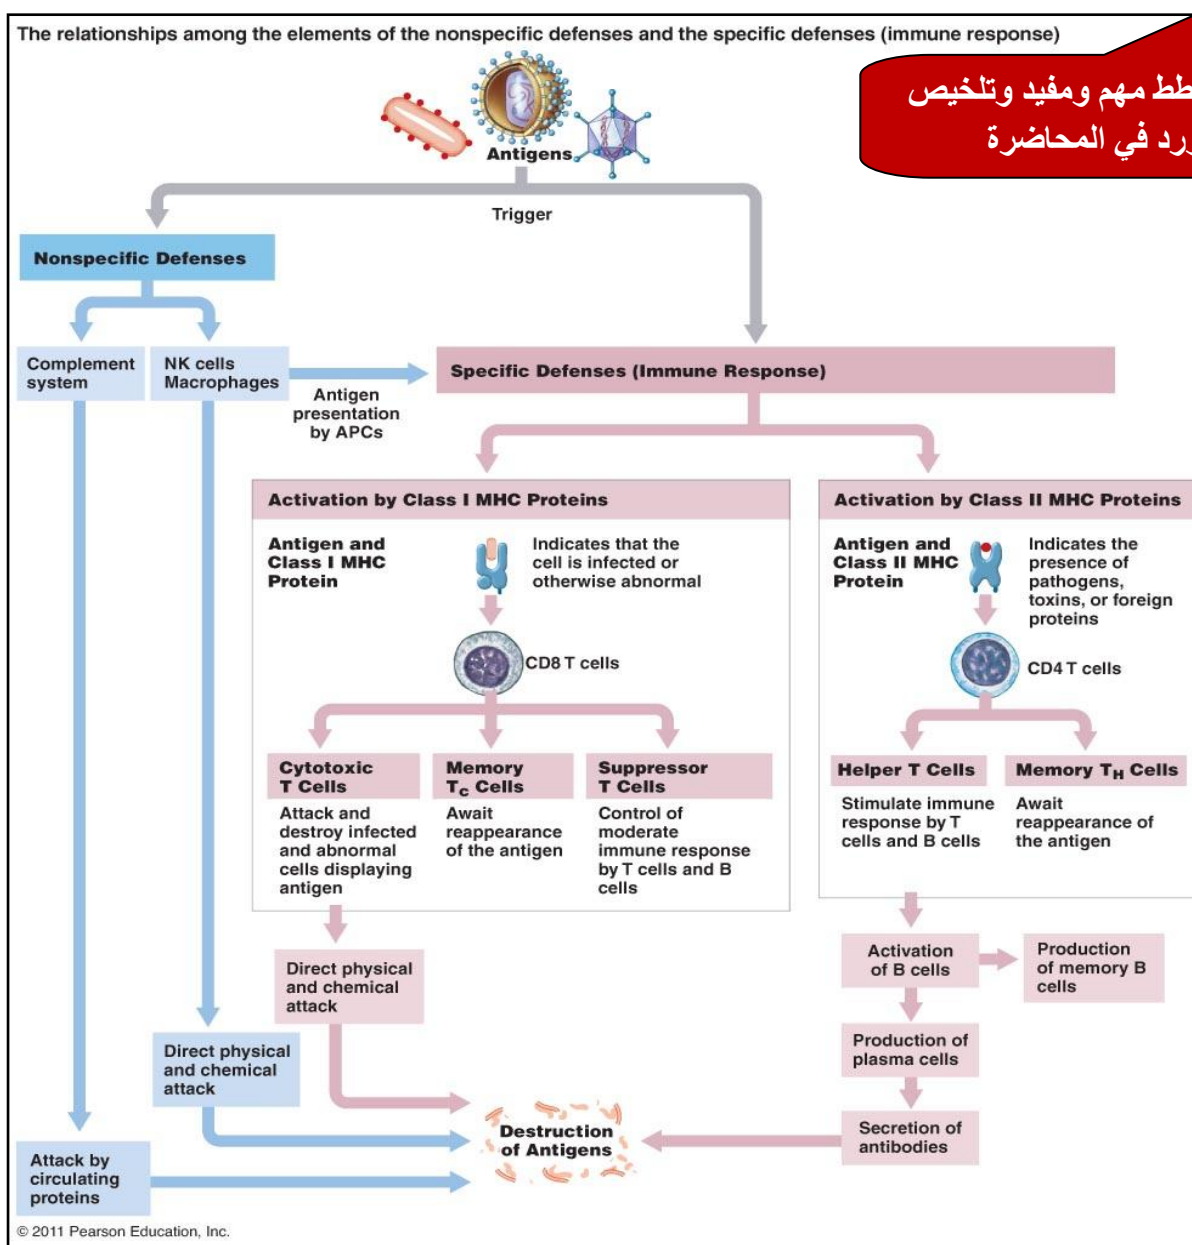 The relationships among the elements of the nonspecific defenses and the specific defenses (immune response)
مهم ومفيد وتلخيص
في المحاضرة
Antigens
Trigger
Nonspecific Defenses
Complement
system
NK cells
Macrophages
Antigen
presentation
by APCs
Specific Defenses (Immune Response)
Activation by Class I MHC Proteins
Antigen and
Class I MHC
Protein
Indicates that the
cell is infected or
otherwise abnormal
CD8 T cells
Cytotoxic
T Cells
Attack and
destroy infected
and abnormal
cells displaying
antigen
Memory
TC Cells
Await
reappearance
of the antigen
Suppressor
T Cells
Control of
moderate
immune response
by T cells and B
cells
Activation by Class II MHC Proteins
Antigen and
Class II MHC
Protein
Indicates the
presence of
pathogens,
toxins, or foreign
proteins
CD4 T cells
Helper T Cells
Stimulate immune
response by T
cells and B cells
Memory TH Cells
Await
reappearance of
the antigen
Direct physical
and chemical
attack
Activation
of B cells
Production
of memory B
cells
Direct physical
and chemical
attack
Production of
plasma cells
Destruction
of Antigens
Secretion of
antibodies
Attack by
circulating
proteins
© 2011 Pearson Education, Inc.